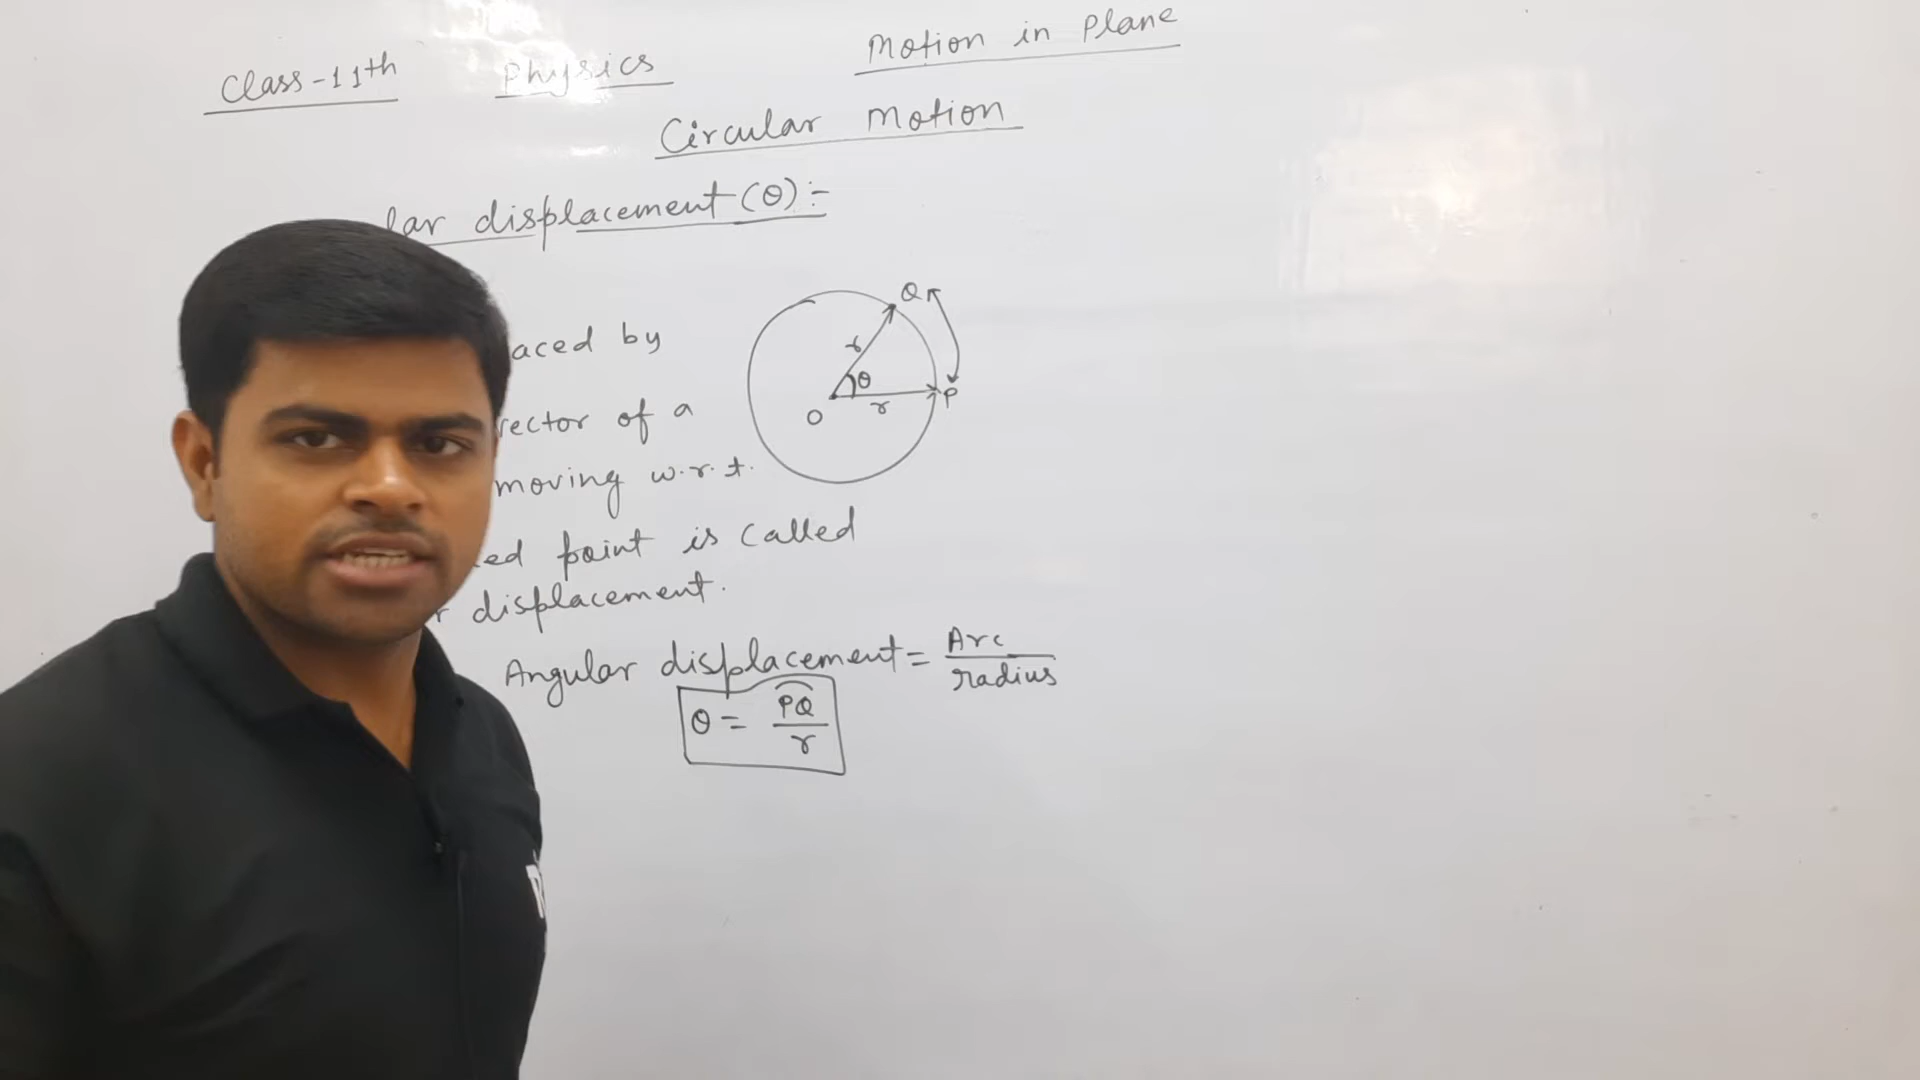 Class-11th Physics Motion in Plane
Circular Motion
lar displacement (θ):-
aced by
vector of a
moving w.r.t.
ed point is called
r displacement.
Angular displacement = Arc / radius
θ = PQ / r
Q
r
θ
O
r
P